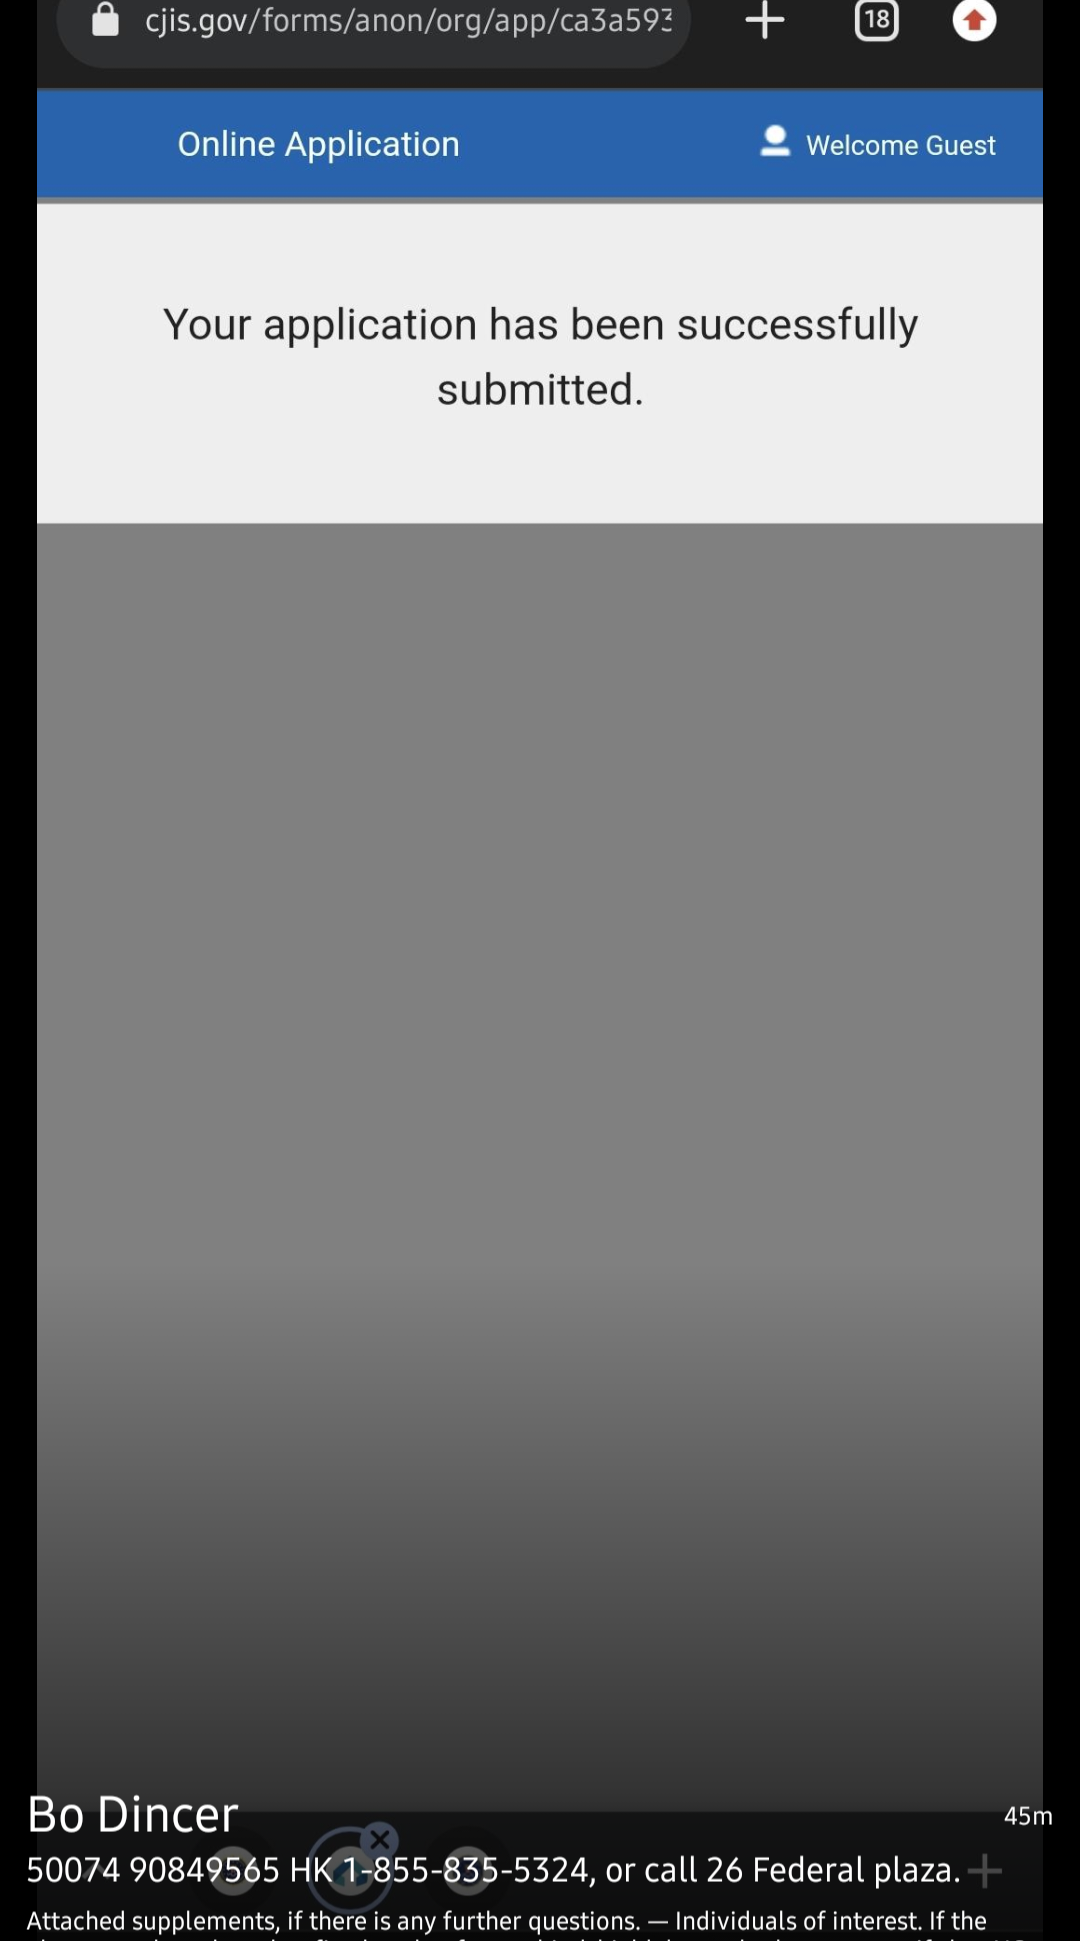 cjis.gov/forms/anon/org/app/ca3a593
18
Online Application
Welcome Guest
Your application has been successfully
submitted.
Bo Dincer
45m
50074 90849565 HK 1-855-835-5324, or call 26 Federal plaza.
Attached supplements, if there is any further questions. — Individuals of interest. If the